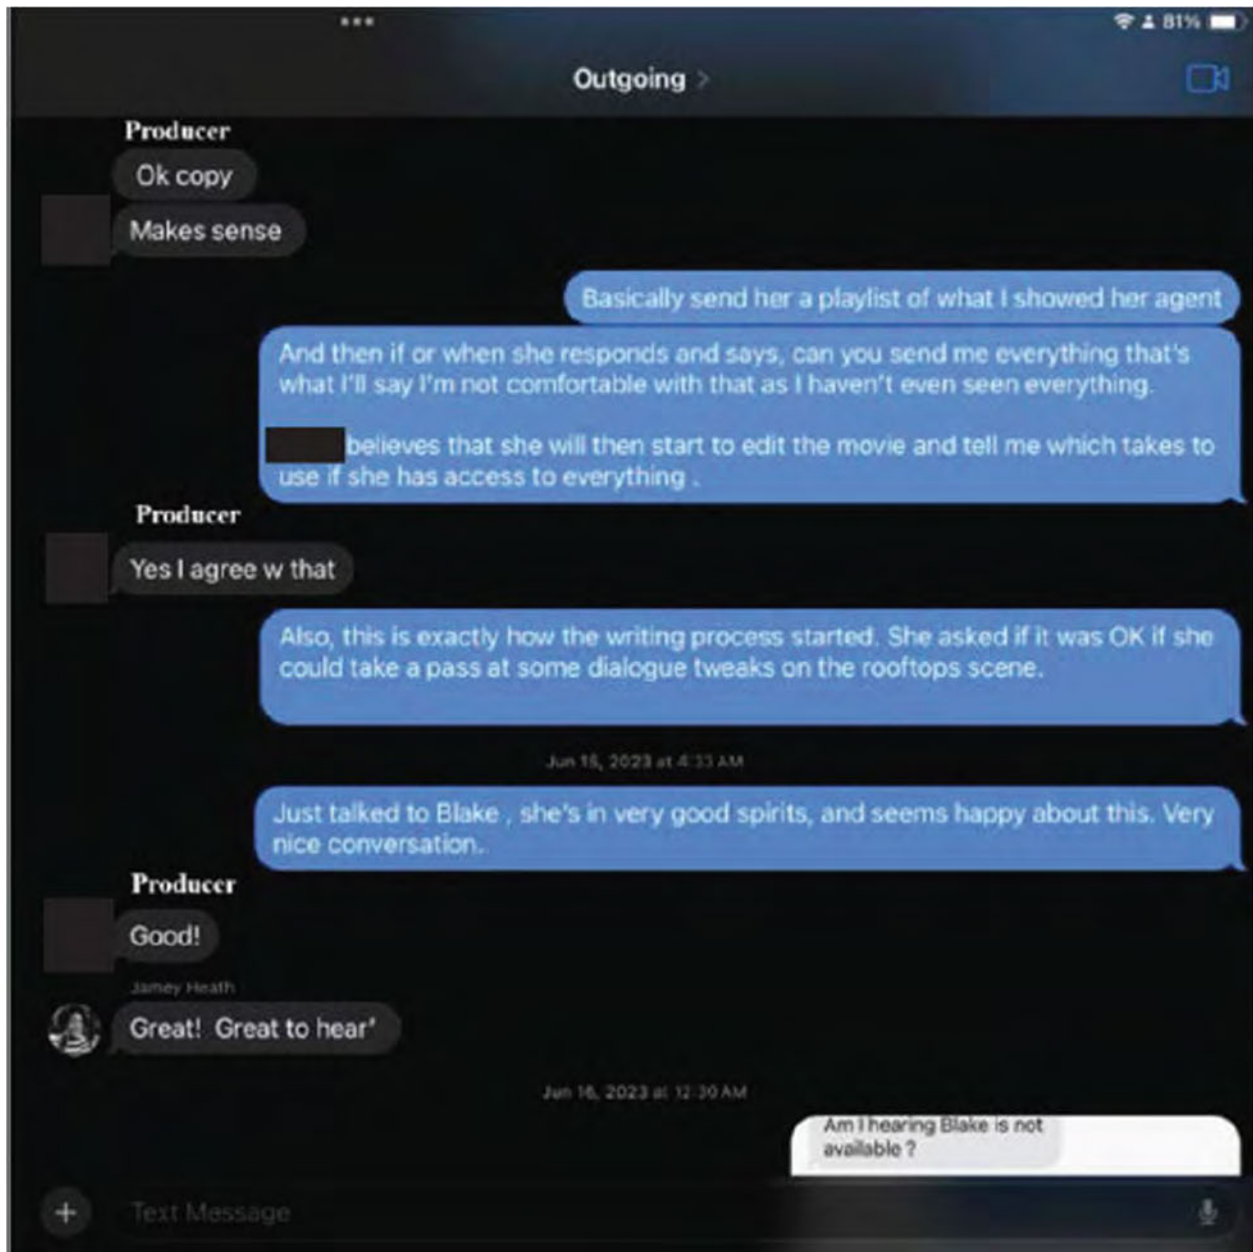 81%
Outgoing >
Producer
Ok copy
Makes sense
Basically send her a playlist of what I showed her agent
And then if or when she responds and says, can you send me everything that's
what I'll say I'm not comfortable with that as I haven't even seen everything.
believes that she will then start to edit the movie and tell me which takes to
use if she has access to everything .
Producer
Yes I agree w that
Also, this is exactly how the writing process started. She asked if it was OK if she
could take a pass at some dialogue tweaks on the rooftops scene.
Jun 15, 2023 at 4:33 AM
Just talked to Blake , she's in very good spirits, and seems happy about this. Very
nice conversation.
Producer
Good!
Jamey Heath
Great!  Great to hear'
Jun 16, 2023 at 12:30 AM
Am I hearing Blake is not
available ?
Text Message